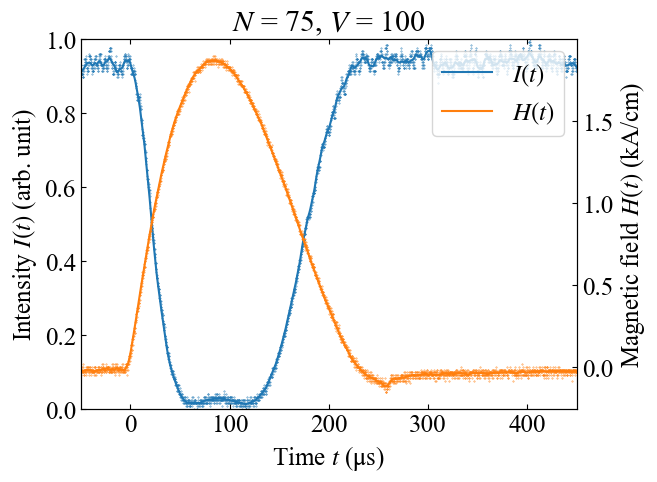 N = 75, V = 100
1.0
0.8
0.6
0.4
0.2
0.0
Intensity I(t) (arb. unit)
I(t)
H(t)
1.5
1.0
0.5
0.0
Magnetic field H(t) (kA/cm)
0 100 200 300 400
Time t (μs)